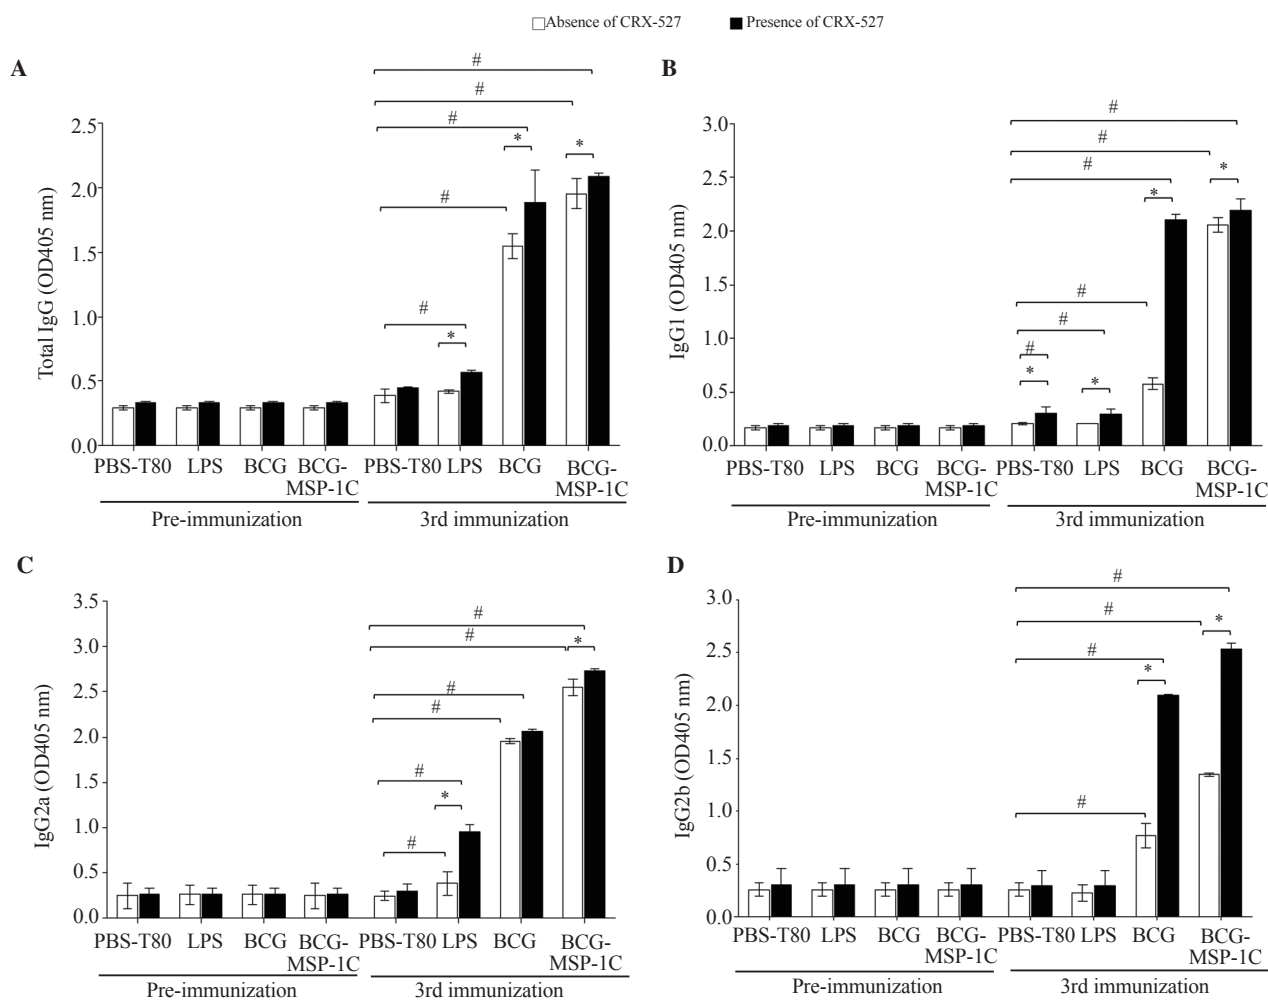 Absence of CRX-527 Presence of CRX-527
A
Total IgG (OD405 nm)
2.5
2.0
1.5
1.0
0.5
0.0
# # # # # * * *
PBS-T80 LPS BCG BCG-MSP-1C PBS-T80 LPS BCG BCG-MSP-1C
Pre-immunization 3rd immunization
B
IgG1 (OD405 nm)
3.0
2.5
2.0
1.5
1.0
0.5
0.0
# # # # # # * * * *
PBS-T80 LPS BCG BCG-MSP-1C PBS-T80 LPS BCG BCG-MSP-1C
Pre-immunization 3rd immunization
C
IgG2a (OD405 nm)
3.5
3.0
2.5
2.0
1.5
1.0
0.5
0.0
# # # # # # * *
PBS-T80 LPS BCG BCG-MSP-1C PBS-T80 LPS BCG BCG-MSP-1C
Pre-immunization 3rd immunization
D
IgG2b (OD405 nm)
3.0
2.5
2.0
1.5
1.0
0.5
0.0
# # # # * *
PBS-T80 LPS BCG BCG-MSP-1C PBS-T80 LPS BCG BCG-MSP-1C
Pre-immunization 3rd immunization